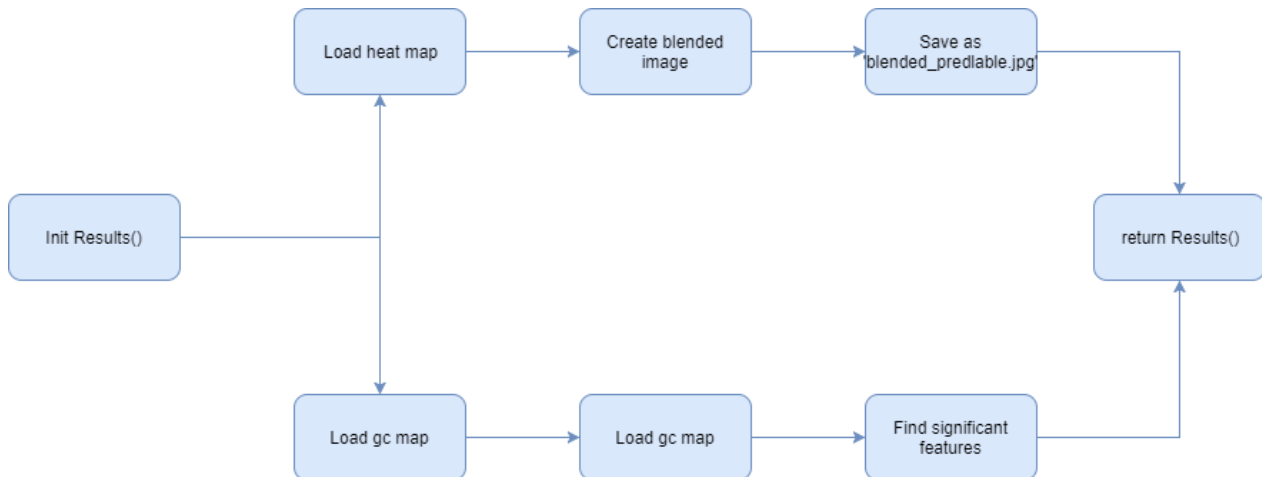 Load heat map
Create blended
image
Save as
'blended_predlable.jpg'
Init Results()
return Results()
Load gc map
Load gc map
Find significant
features